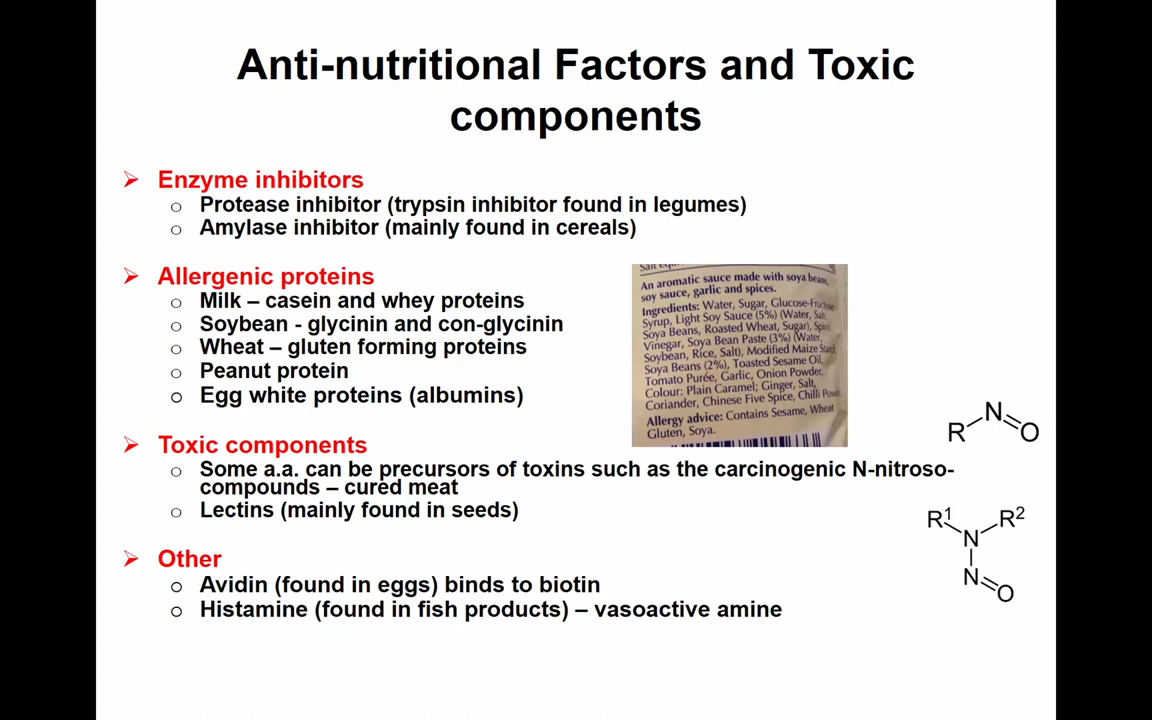 Anti-nutritional Factors and Toxic
components
➢ Enzyme inhibitors
o Protease inhibitor (trypsin inhibitor found in legumes)
o Amylase inhibitor (mainly found in cereals)
➢ Allergenic proteins
o Milk – casein and whey proteins
o Soybean - glycinin and con-glycinin
o Wheat – gluten forming proteins
o Peanut protein
o Egg white proteins (albumins)
An aromatic sauce made with soya beans,
soy sauce, garlic and spices.
Ingredients: Water, Sugar, Glucose-Fructose
Syrup, Light Soy Sauce (5%) (Water, Salt,
Soya Beans, Roasted Wheat, Sugar), Spirit
Vinegar, Soya Bean Paste (3%) (Water,
Soybean, Rice, Salt), Modified Maize Starch
Soya Beans (2%), Toasted Sesame Oil,
Tomato Purée, Garlic, Onion Powder,
Colour: Plain Caramel; Ginger, Salt,
Coriander, Chinese Five Spice, Chilli Powder
Allergy advice: Contains Sesame, Wheat
Gluten, Soya.
➢ Toxic components
o Some a.a. can be precursors of toxins such as the carcinogenic N-nitroso-
compounds – cured meat
o Lectins (mainly found in seeds)
R N O
R1 R2
N
N O
➢ Other
o Avidin (found in eggs) binds to biotin
o Histamine (found in fish products) – vasoactive amine